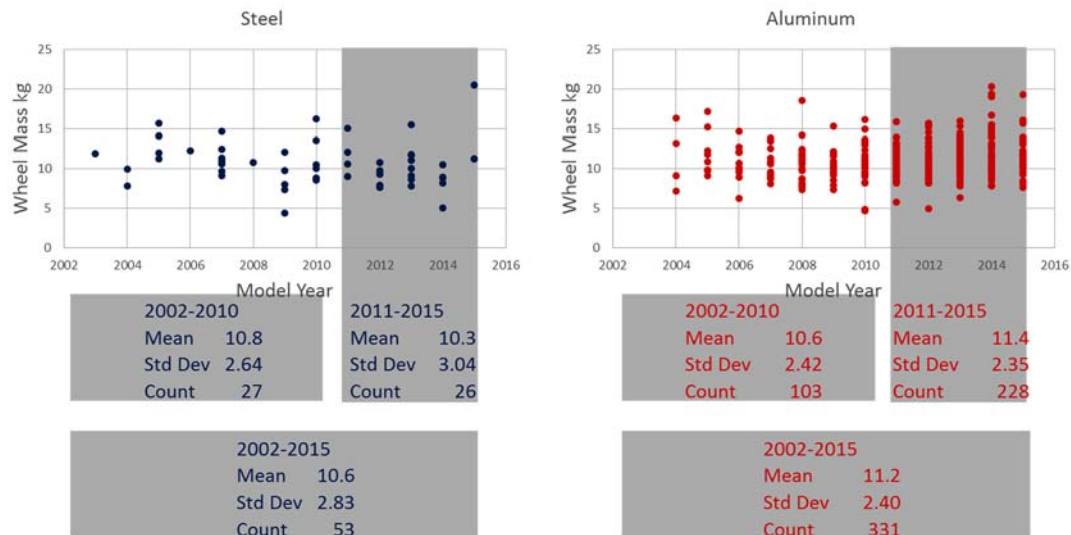 Steel
25
20
15
10
5
0
Wheel Mass kg
2002 2004 2006 2008 2010 2012 2014 2016
Model Year
2002-2010
Mean 10.8
Std Dev 2.64
Count 27
2011-2015
Mean 10.3
Std Dev 3.04
Count 26
2002-2015
Mean 10.6
Std Dev 2.83
Count 53
Aluminum
25
20
15
10
5
0
Wheel Mass kg
2002 2004 2006 2008 2010 2012 2014 2016
Model Year
2002-2010
Mean 10.6
Std Dev 2.42
Count 103
2011-2015
Mean 11.4
Std Dev 2.35
Count 228
2002-2015
Mean 11.2
Std Dev 2.40
Count 331